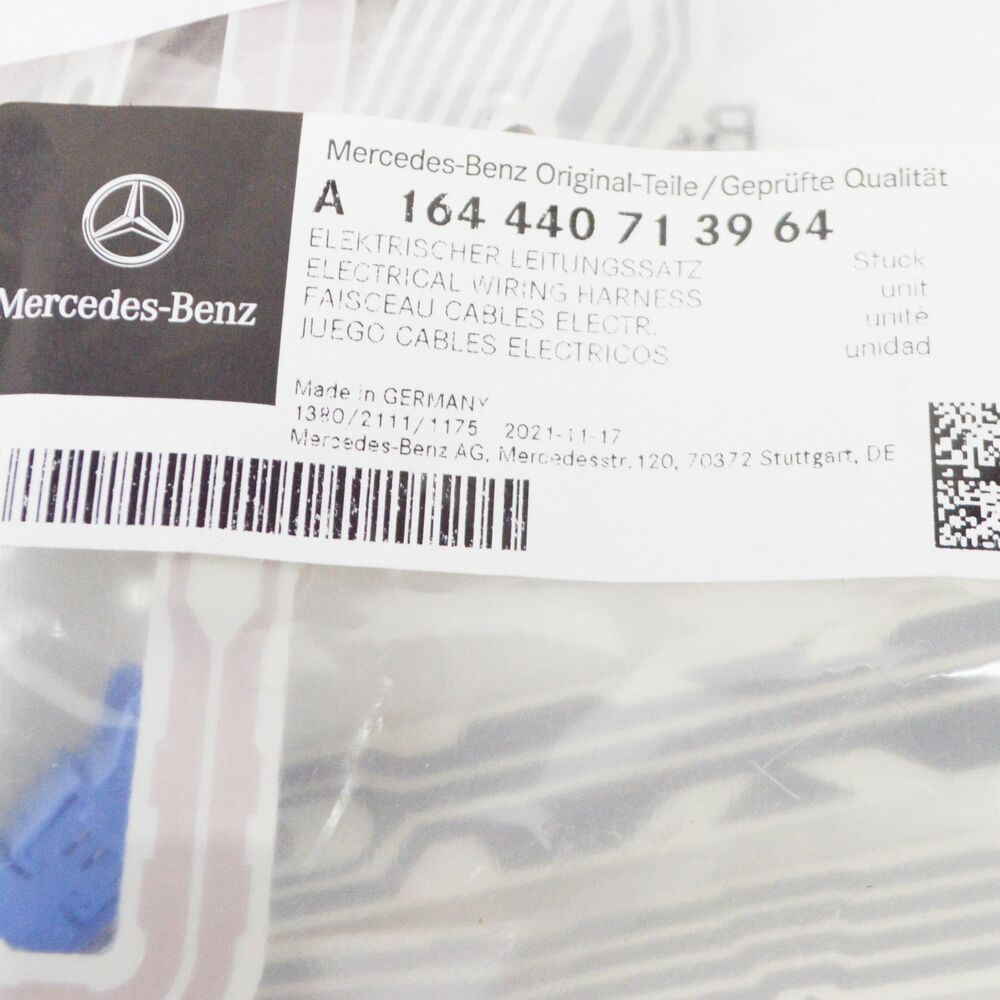 Mercedes-Benz Original-Teile/Geprüfte Qualität
A 164 440 71 39 64
ELEKTRISCHER LEITUNGSSATZ Stück
ELECTRICAL WIRING HARNESS unit
FAISCEAU CABLES ELECTR. unité
JUEGO CABLES ELECTRICOS unidad
Mercedes-Benz
Made in GERMANY
1380/2111/1175 2021-11-17
Mercedes-Benz AG, Mercedesstr. 120, 70372 Stuttgart, DE